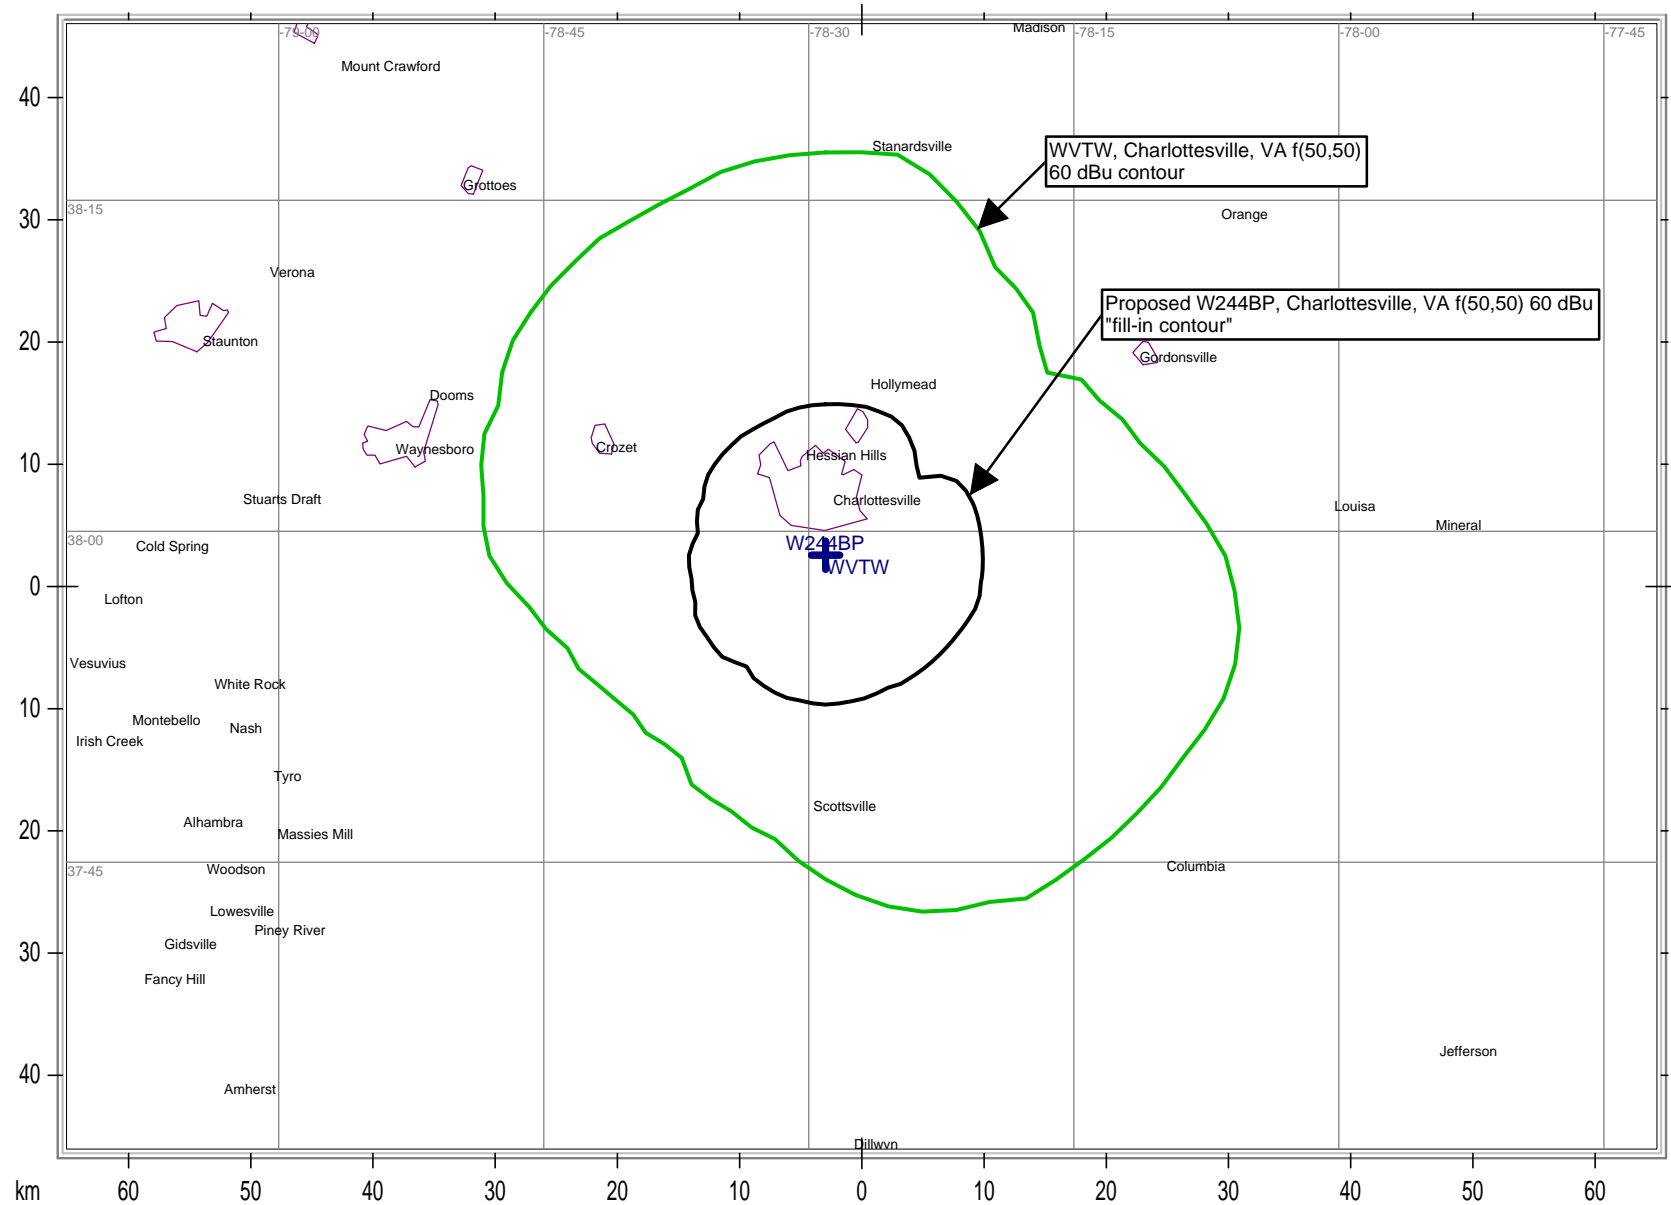 -79-00
-78-45
-78-30
Madison
-78-15
-78-00
-77-45
Mount Crawford
40
Stanardsville
WVTW, Charlottesville, VA f(50,50)
60 dBu contour
Grottoes
38-15
Orange
30
Verona
Proposed W244BP, Charlottesville, VA f(50,50) 60 dBu
"fill-in contour"
20
Staunton
Gordonsville
Hollymead
Dooms
Waynesboro
Crozet
Hessian Hills
10
Stuarts Draft
Charlottesville
Louisa
Mineral
38-00
Cold Spring
W244BP
WVTW
0
Lofton
Vesuvius
White Rock
10
Montebello
Nash
Irish Creek
Tyro
Scottsville
Alhambra
20
Massies Mill
37-45
Woodson
Columbia
Lowesville
Piney River
Gidsville
30
Fancy Hill
Jefferson
40
Amherst
Dillwyn
km 60 50 40 30 20 10 0 10 20 30 40 50 60